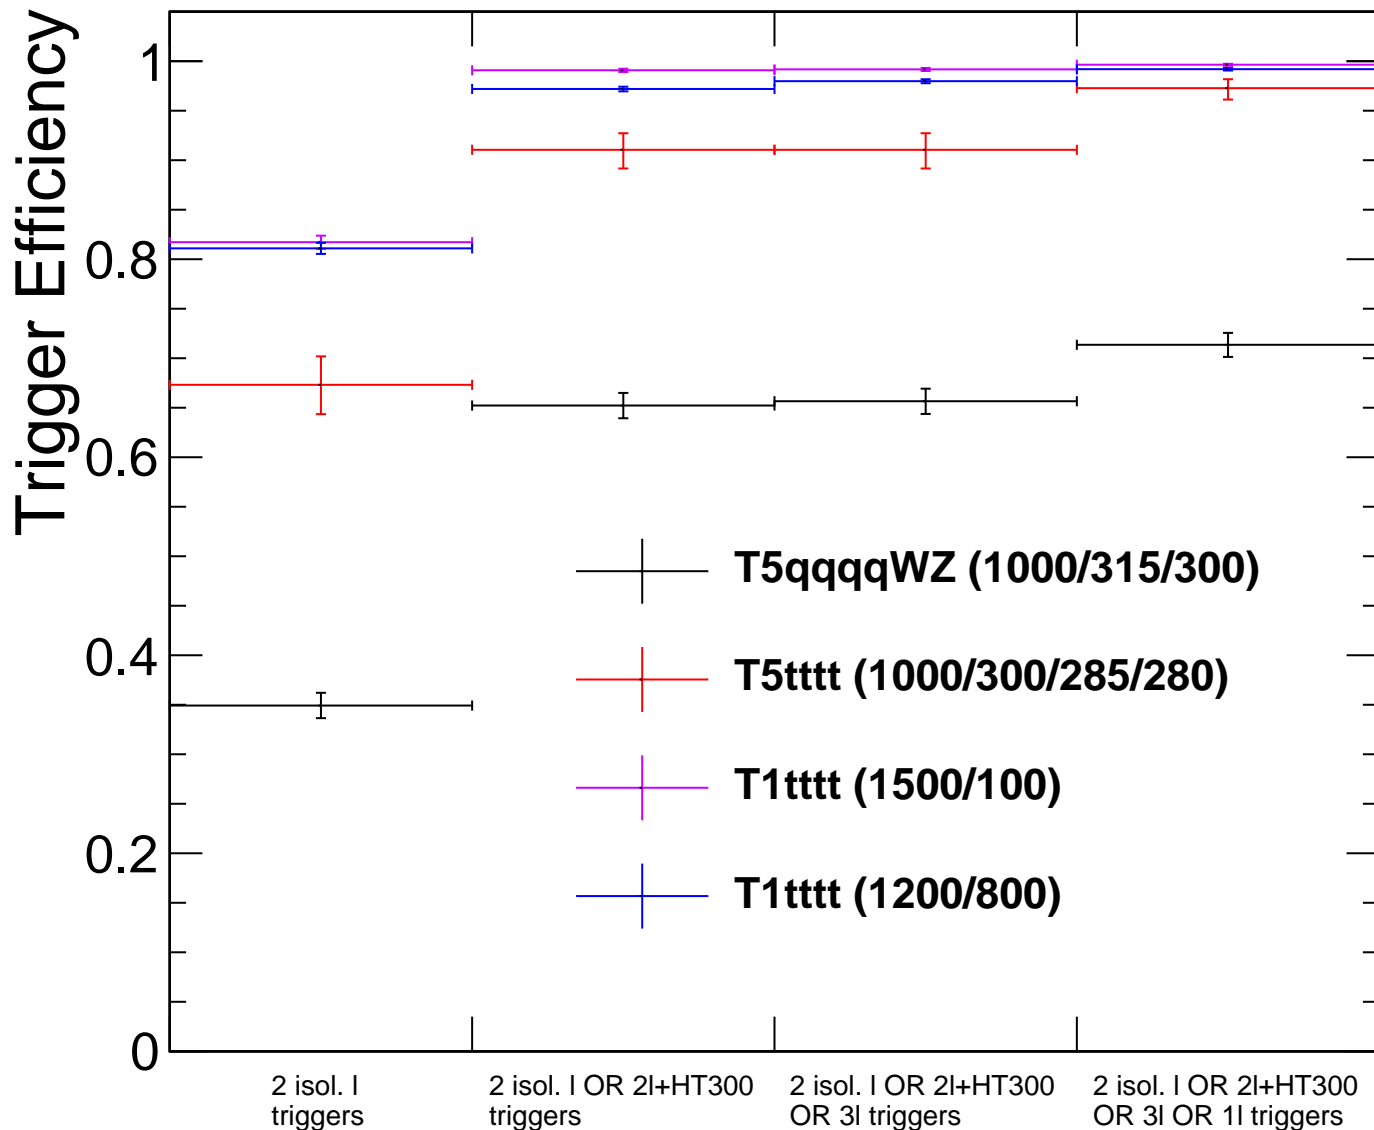 Trigger Efficiency
1
0.8
0.6
0.4
0.2
0
T5qqqqWZ (1000/315/300)
T5tttt (1000/300/285/280)
T1tttt (1500/100)
T1tttt (1200/800)
2 isol. l
triggers
2 isol. l OR 2l+HT300
triggers
2 isol. l OR 2l+HT300
OR 3l triggers
2 isol. l OR 2l+HT300
OR 3l OR 1l triggers